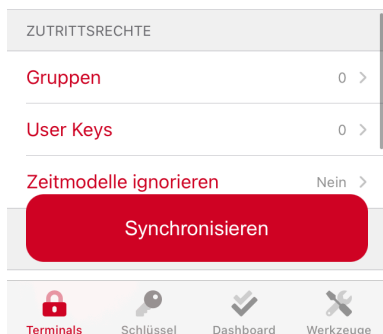 ZUTRITTSRECHTE
Gruppen 0
User Keys 0
Zeitmodelle ignorieren Nein
Synchronisieren
Terminals Schlüssel Dashboard Werkzeuge